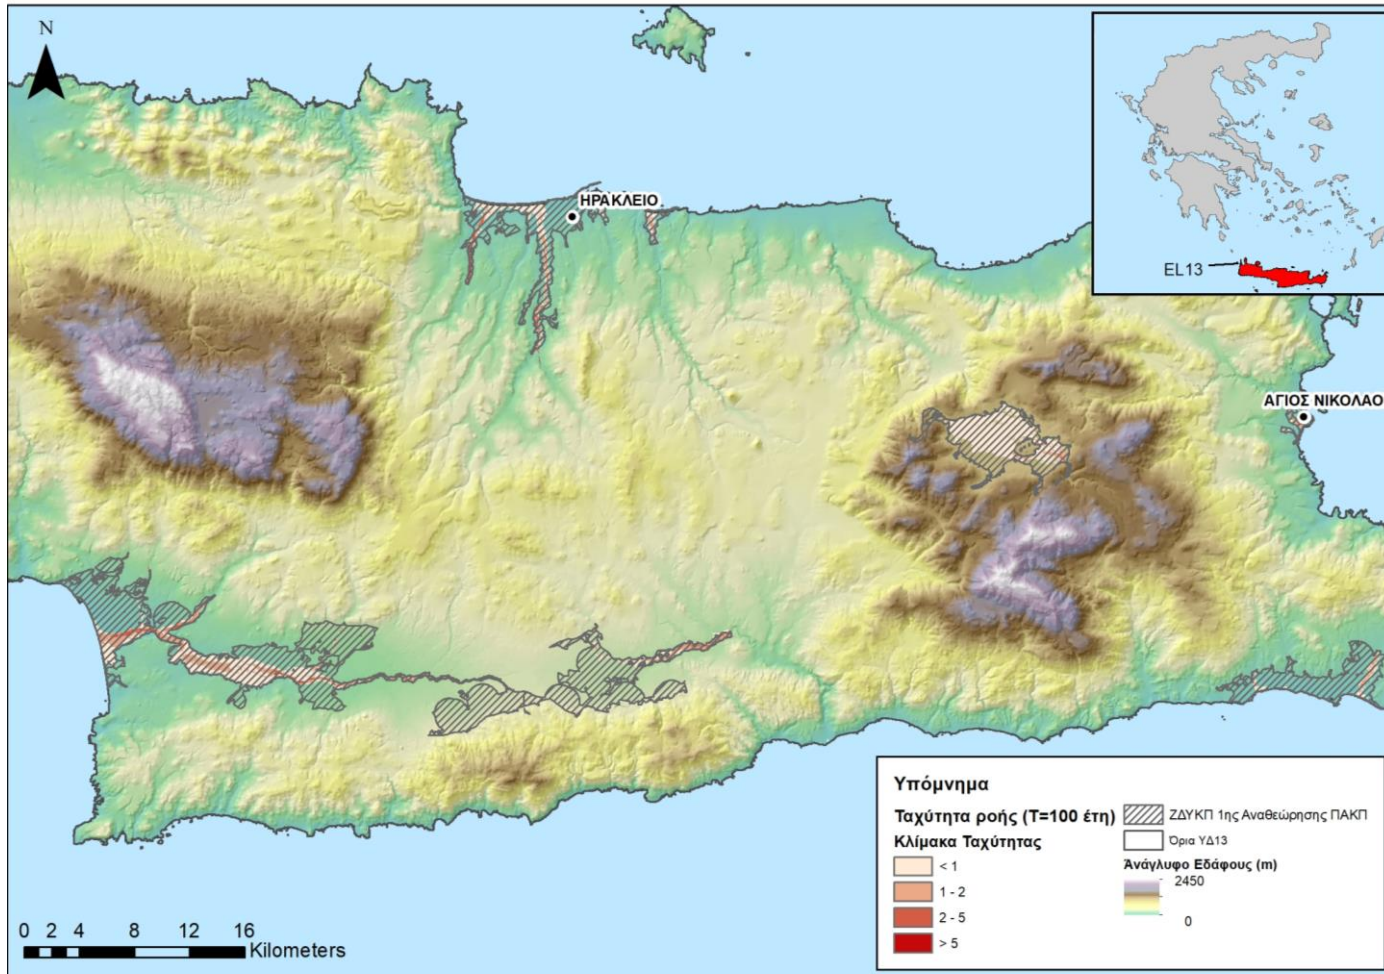 N
ΗΡΑΚΛΕΙΟ
EL13
ΑΓΙΟΣ ΝΙΚΟΛΑΟ
Υπόμνημα
Ταχύτητα ροής (T=100 έτη)
Κλίμακα Ταχύτητας
< 1
1 - 2
2 - 5
> 5
ΖΔΥΚΠ 1ης Αναθεώρησης ΠΑΚΠ
Όρια ΥΔ13
Άνάγλυφο Εδάφους (m)
2450
0
0 2 4 8 12 16
Kilometers